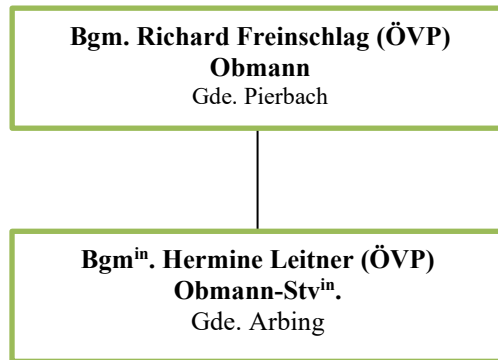 Bgm. Richard Freinschlag (ÖVP)
Obmann
Gde. Pierbach
Bgmⁱⁿ. Hermine Leitner (ÖVP)
Obmann-Stvⁱⁿ.
Gde. Arbing